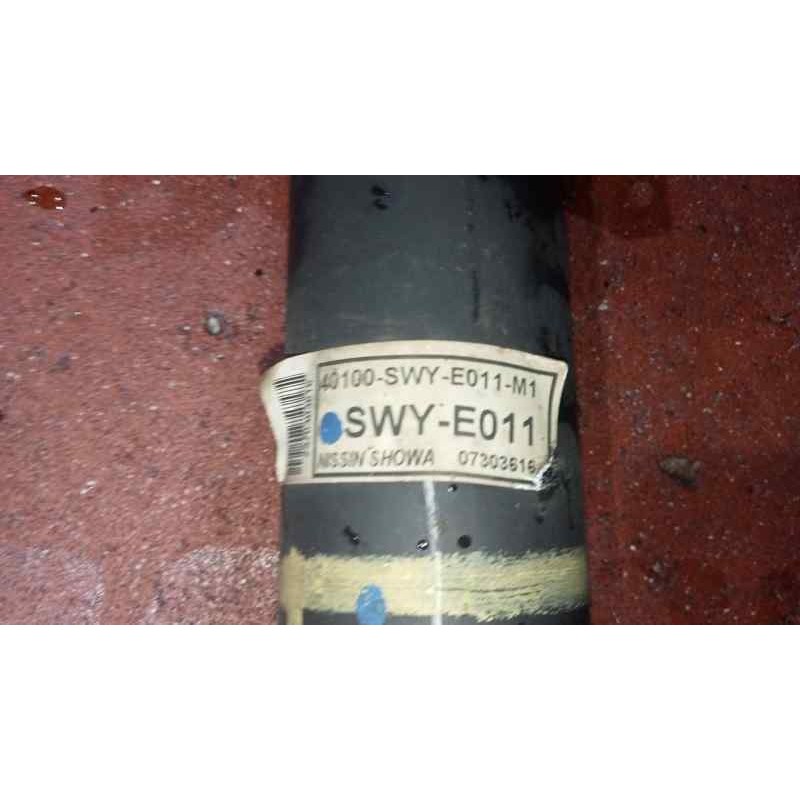 40100-SWY-E011-M1
SWY-E011
NISSIN SHOWA 07303616